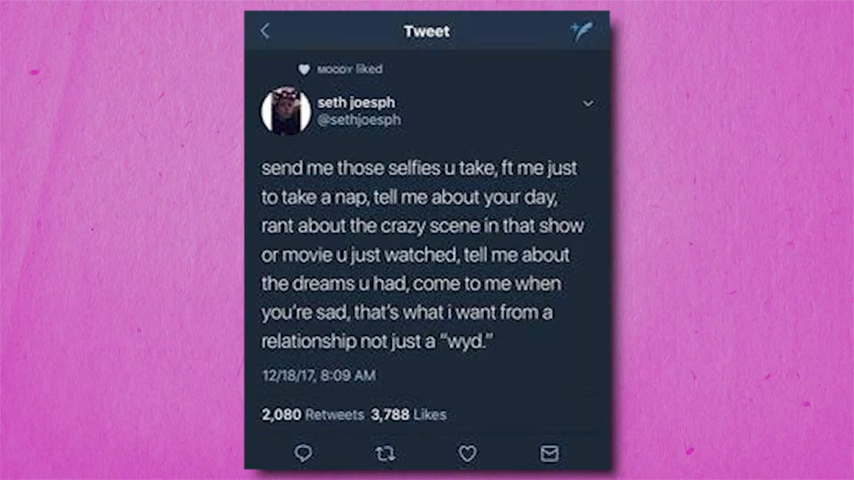 Tweet
MOODY liked
seth joesph
@sethjoesph
send me those selfies u take, ft me just
to take a nap, tell me about your day,
rant about the crazy scene in that show
or movie u just watched, tell me about
the dreams u had, come to me when
you're sad, that's what i want from a
relationship not just a “wyd.”
12/18/17, 8:09 AM
2,080 Retweets 3,788 Likes